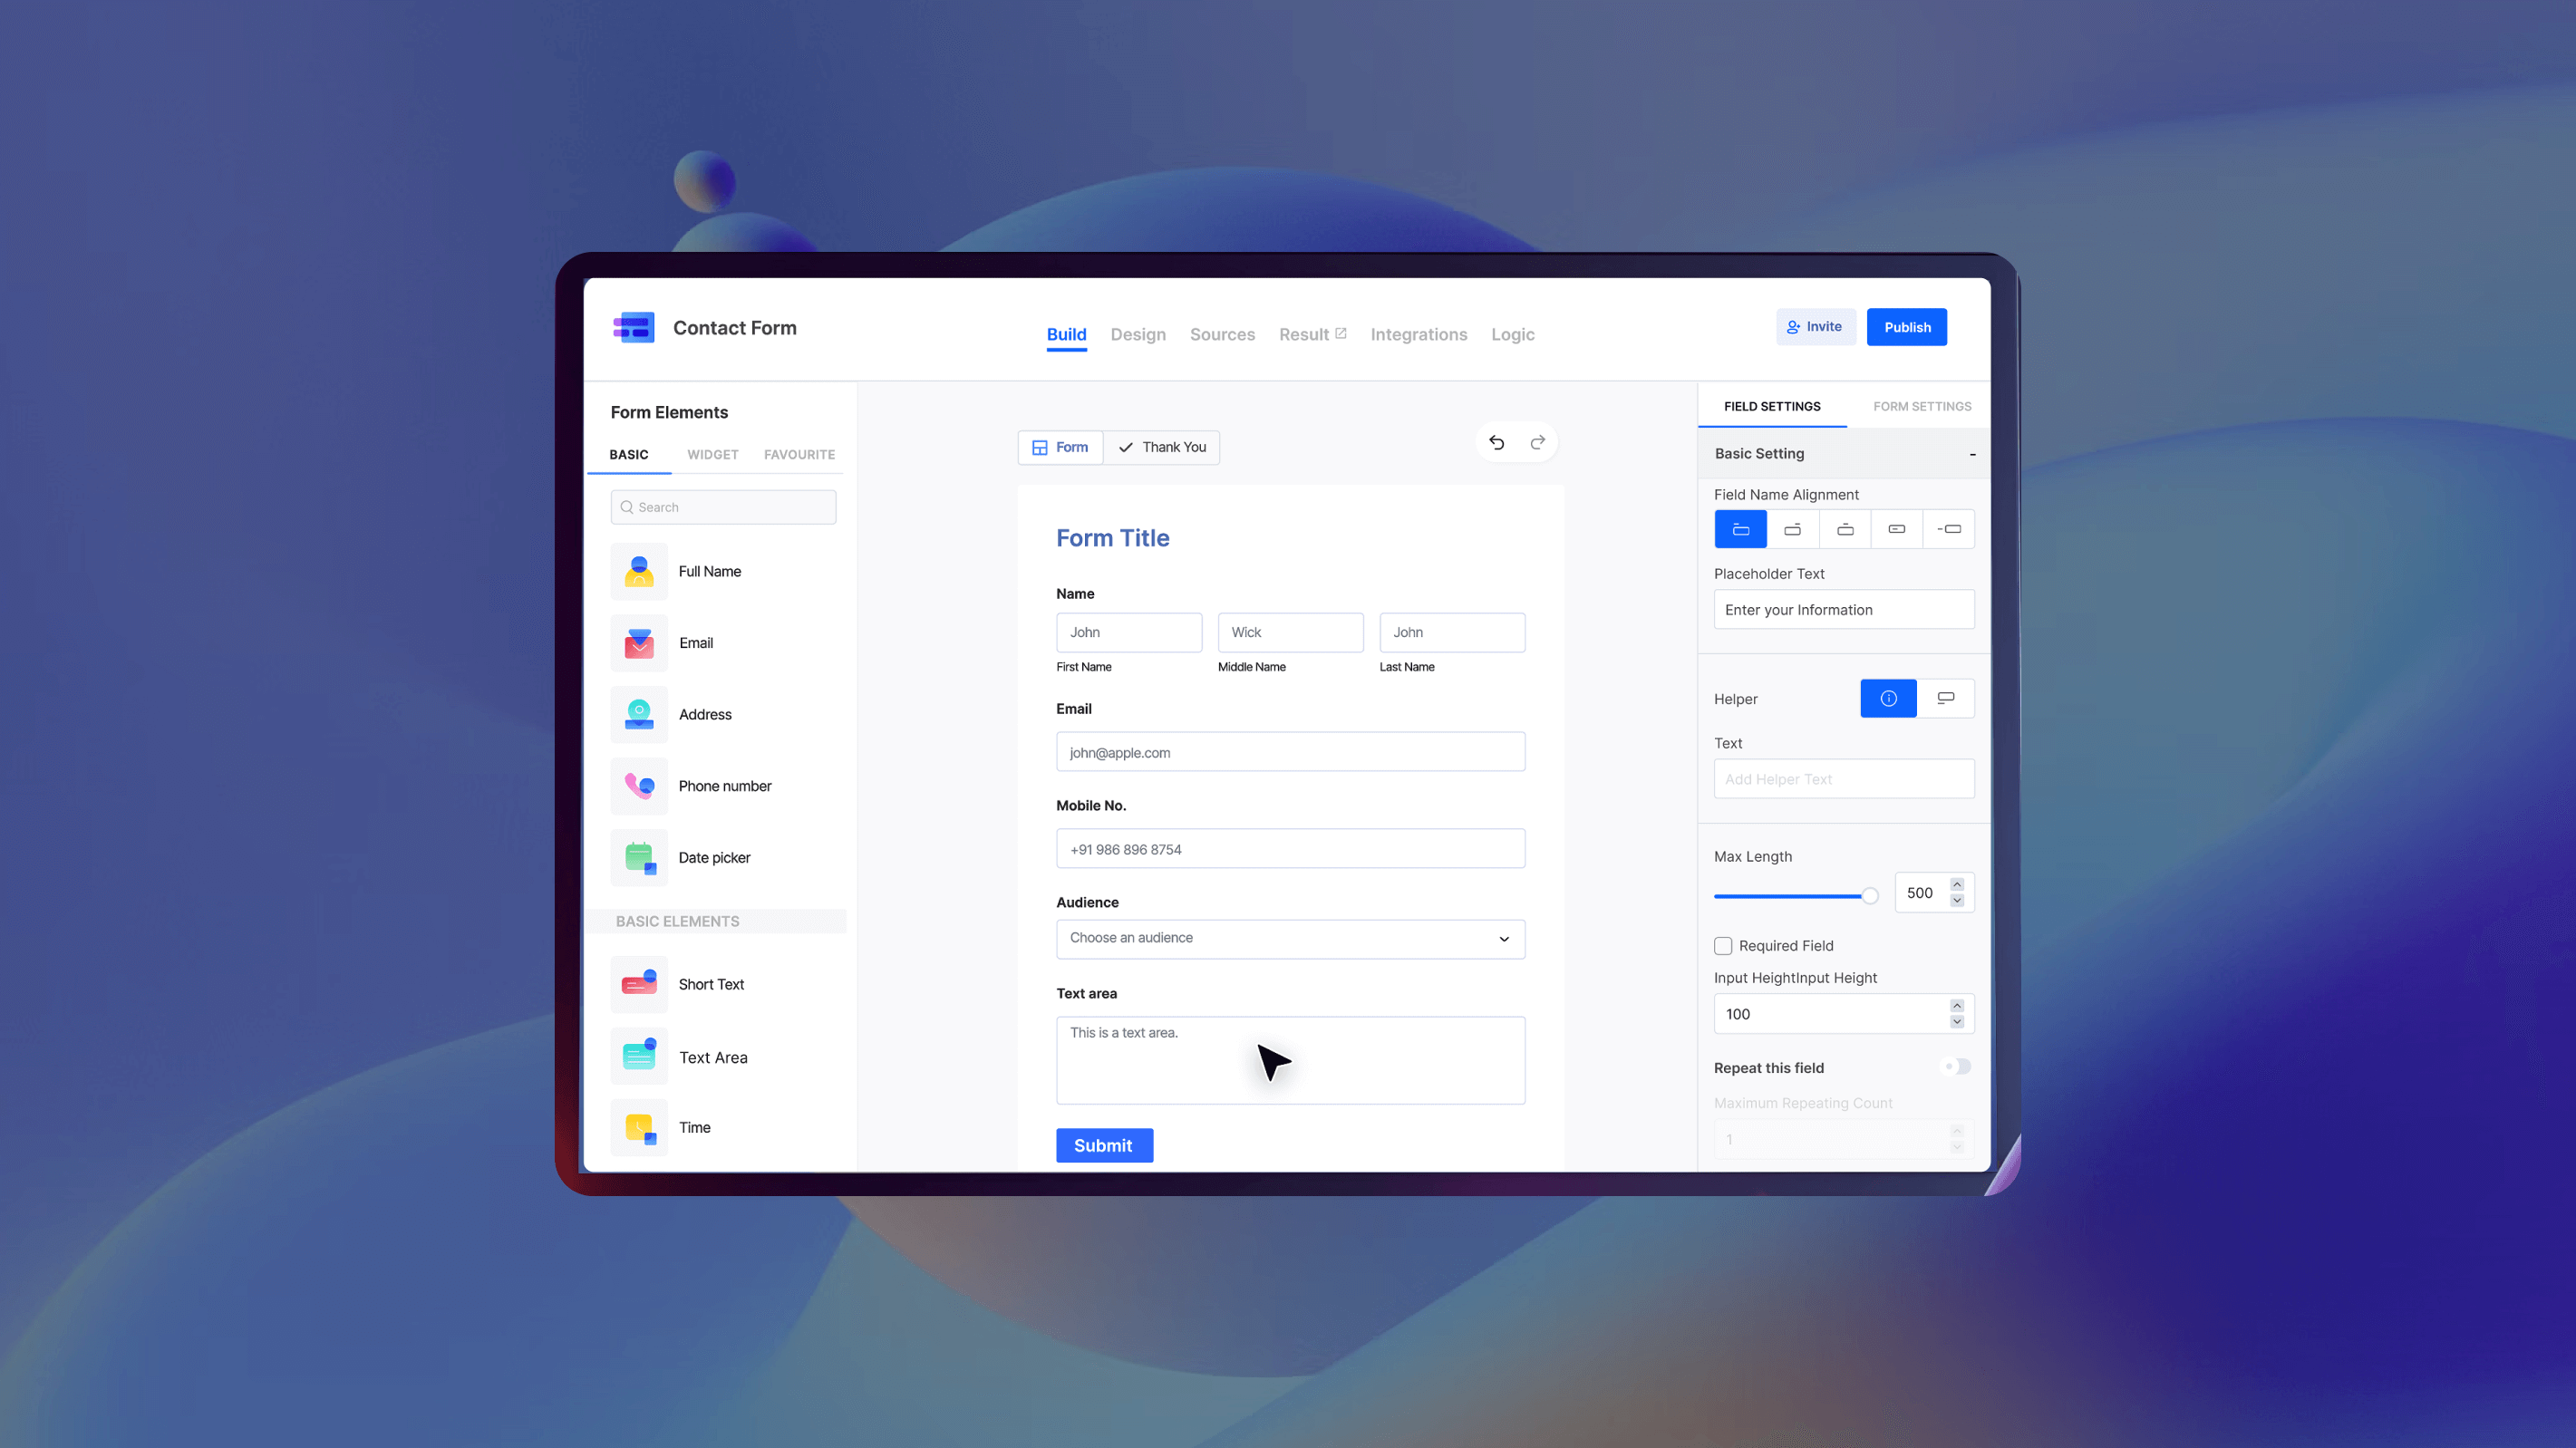 Contact Form
Build Design Sources Result Integrations Logic
Invite
Publish
Form Elements
BASIC WIDGET FAVOURITE
Search
Full Name
Email
Address
Phone number
Date picker
BASIC ELEMENTS
Short Text
Text Area
Time
Form
Thank You
Form Title
Name
John Wick John
First Name Middle Name Last Name
Email
john@apple.com
Mobile No.
+91 986 896 8754
Audience
Choose an audience
Text area
This is a text area.
Submit
FIELD SETTINGS FORM SETTINGS
Basic Setting -
Field Name Alignment
Placeholder Text
Enter your Information
Helper
Text
Add Helper Text
Max Length
500
Required Field
Input HeightInput Height
100
Repeat this field
Maximum Repeating Count
1